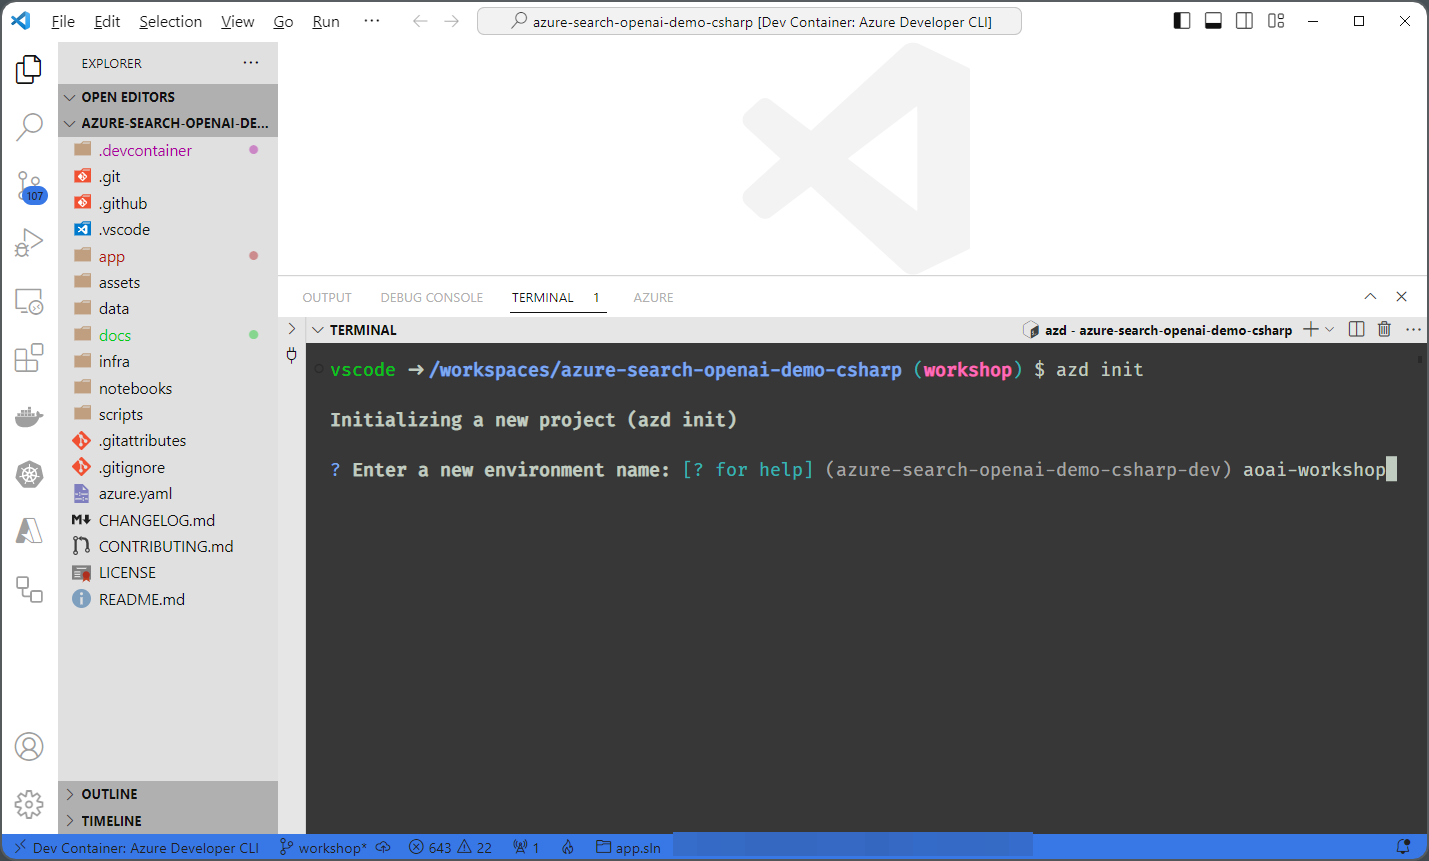 File Edit Selection View Go Run ···
azure-search-openai-demo-csharp [Dev Container: Azure Developer CLI]
EXPLORER
OPEN EDITORS
AZURE-SEARCH-OPENAI-DE...
.devcontainer
.git
.github
.vscode
app
assets
data
docs
infra
notebooks
scripts
.gitattributes
.gitignore
azure.yaml
CHANGELOG.md
CONTRIBUTING.md
LICENSE
README.md
OUTLINE
TIMELINE
107
OUTPUT DEBUG CONSOLE TERMINAL 1 AZURE
TERMINAL
azd - azure-search-openai-demo-csharp
vscode → /workspaces/azure-search-openai-demo-csharp (workshop) $ azd init
Initializing a new project (azd init)
? Enter a new environment name: [? for help] (azure-search-openai-demo-csharp-dev) aoai-workshop
Dev Container: Azure Developer CLI workshop* 643 22 1 app.sln